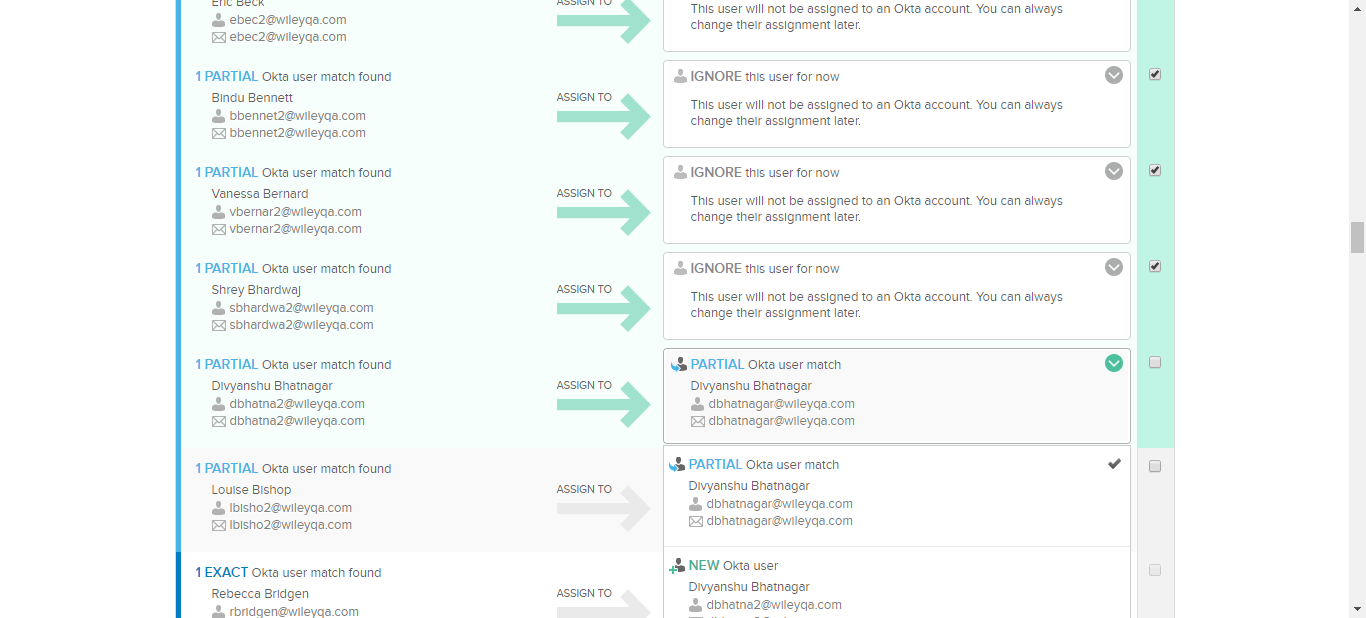 Eric Beck
ebec2@wileyqa.com
ebec2@wileyqa.com
ASSIGN TO
This user will not be assigned to an Okta account. You can always
change their assignment later.
1 PARTIAL Okta user match found
Bindu Bennett
bbennet2@wileyqa.com
bbennet2@wileyqa.com
ASSIGN TO
IGNORE this user for now
This user will not be assigned to an Okta account. You can always
change their assignment later.
1 PARTIAL Okta user match found
Vanessa Bernard
vbernar2@wileyqa.com
vbernar2@wileyqa.com
ASSIGN TO
IGNORE this user for now
This user will not be assigned to an Okta account. You can always
change their assignment later.
1 PARTIAL Okta user match found
Shrey Bhardwaj
sbhardwa2@wileyqa.com
sbhardwa2@wileyqa.com
ASSIGN TO
IGNORE this user for now
This user will not be assigned to an Okta account. You can always
change their assignment later.
1 PARTIAL Okta user match found
Divyanshu Bhatnagar
dbhatna2@wileyqa.com
dbhatna2@wileyqa.com
ASSIGN TO
PARTIAL Okta user match
Divyanshu Bhatnagar
dbhatnagar@wileyqa.com
dbhatnagar@wileyqa.com
1 PARTIAL Okta user match found
Louise Bishop
lbisho2@wileyqa.com
lbisho2@wileyqa.com
ASSIGN TO
PARTIAL Okta user match
Divyanshu Bhatnagar
dbhatnagar@wileyqa.com
dbhatnagar@wileyqa.com
1 EXACT Okta user match found
Rebecca Bridgen
rbridgen@wileyqa.com
ASSIGN TO
NEW Okta user
Divyanshu Bhatnagar
dbhatna2@wileyqa.com